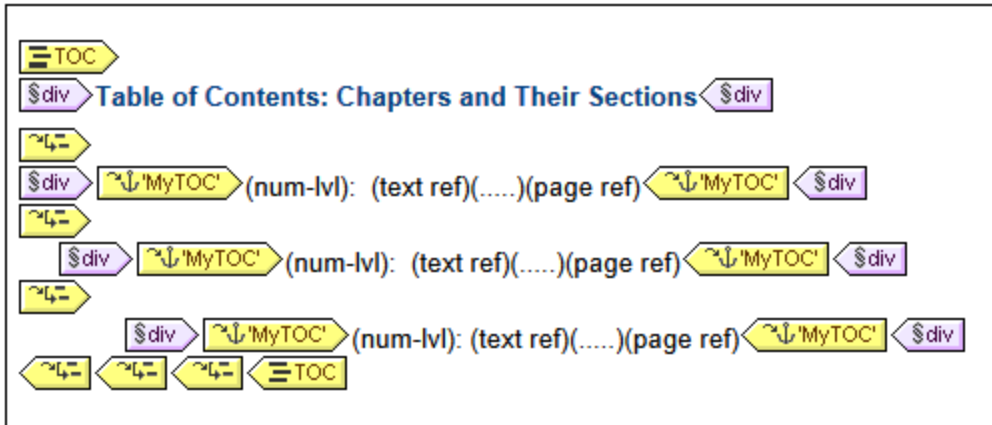 TOC
§div Table of Contents: Chapters and Their Sections §div
§div 'MyTOC' (num-lvl): (text ref)(.....)(page ref) 'MyTOC' §div
§div 'MyTOC' (num-lvl): (text ref)(.....)(page ref) 'MyTOC' §div
§div 'MyTOC' (num-lvl): (text ref)(.....)(page ref) 'MyTOC' §div
TOC